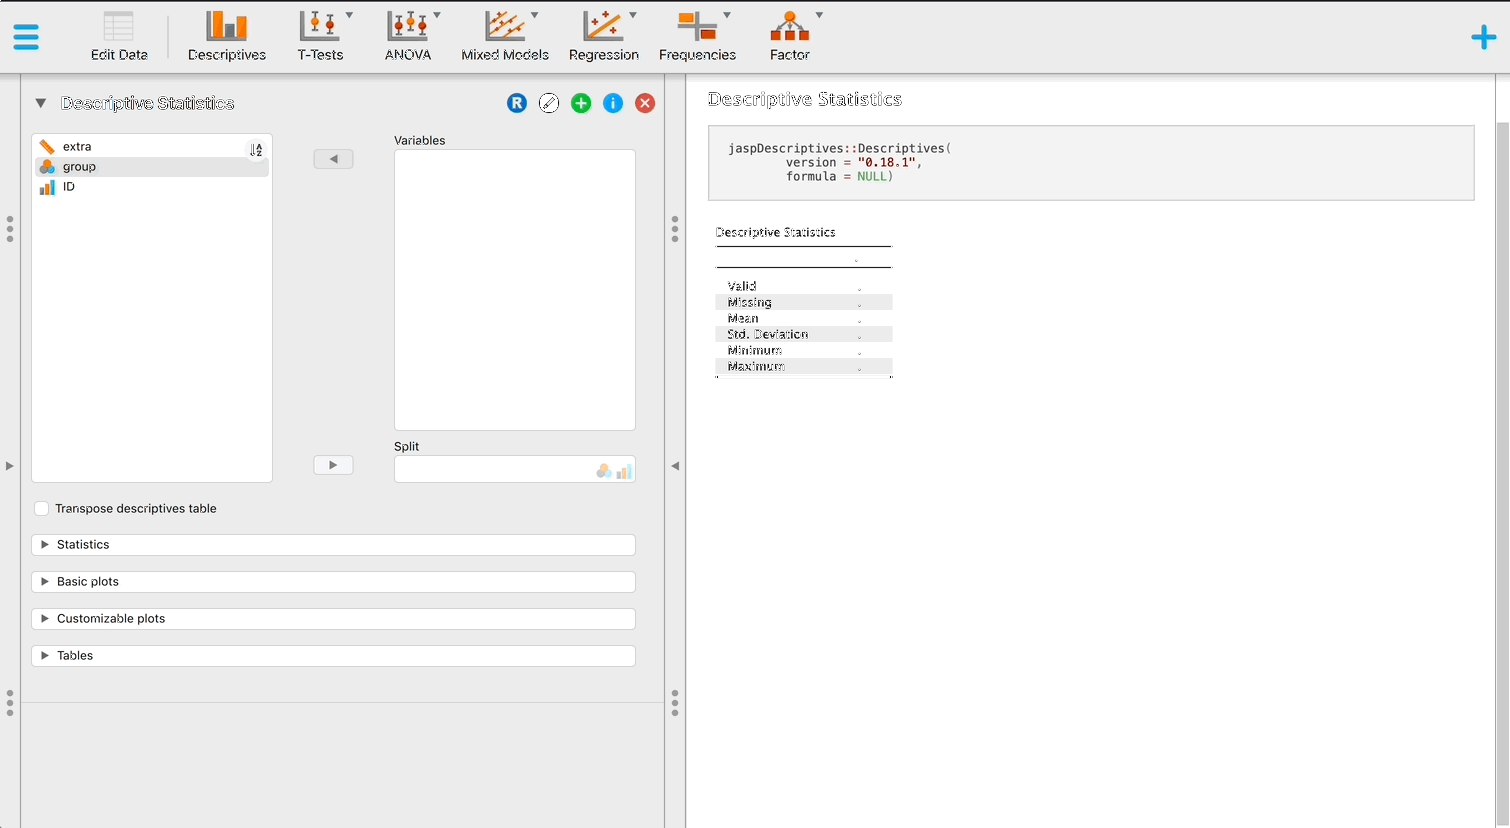 Edit Data
Descriptives
T-Tests
ANOVA
Mixed Models
Regression
Frequencies
Factor
Descriptive Statistics
R
extra
group
ID
Variables
Split
Transpose descriptives table
Statistics
Basic plots
Customizable plots
Tables
Descriptive Statistics
jaspDescriptives::Descriptives(
version = "0.18.1",
formula = NULL)
Descriptive Statistics
.
Valid .
Missing .
Mean .
Std. Deviation .
Minimum .
Maximum .